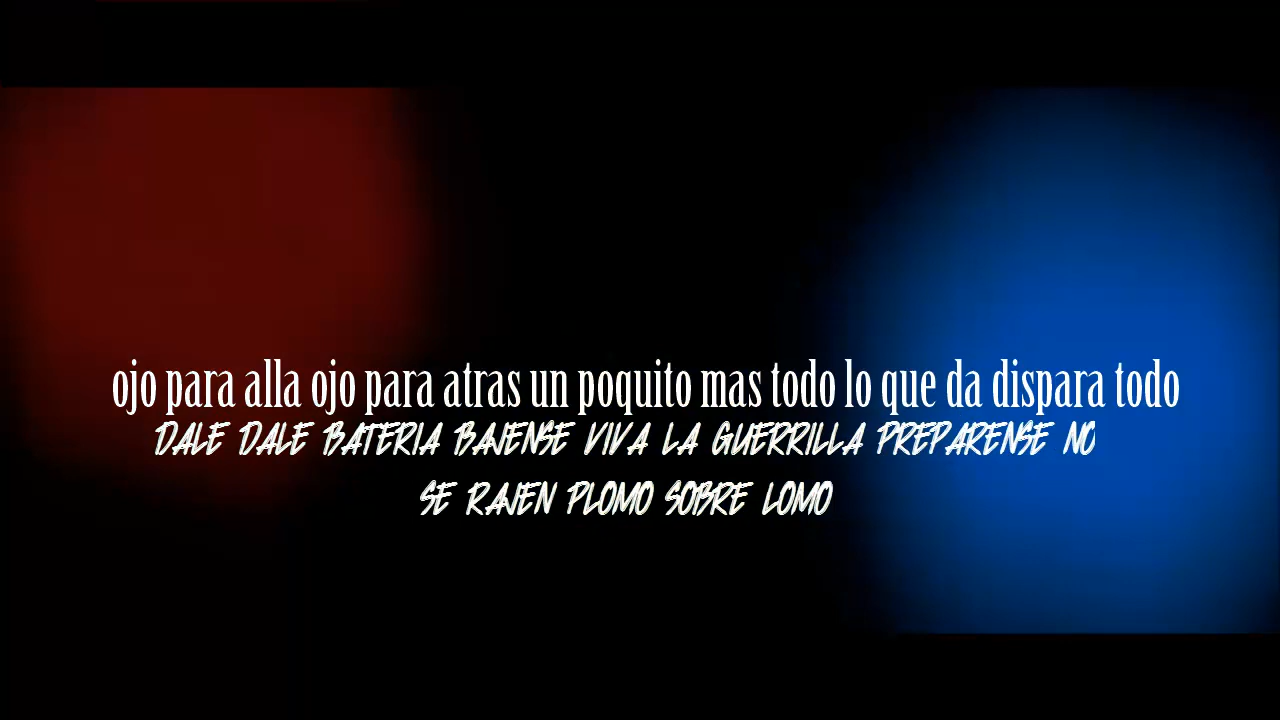 ojo para alla ojo para atras un poquito mas todo lo que da dispara todo
DALE DALE BATERIA BAJENSE VIVA LA GUERRILLA PREPARENSE NO
SE RAJEN PLOMO SOBRE LOMO